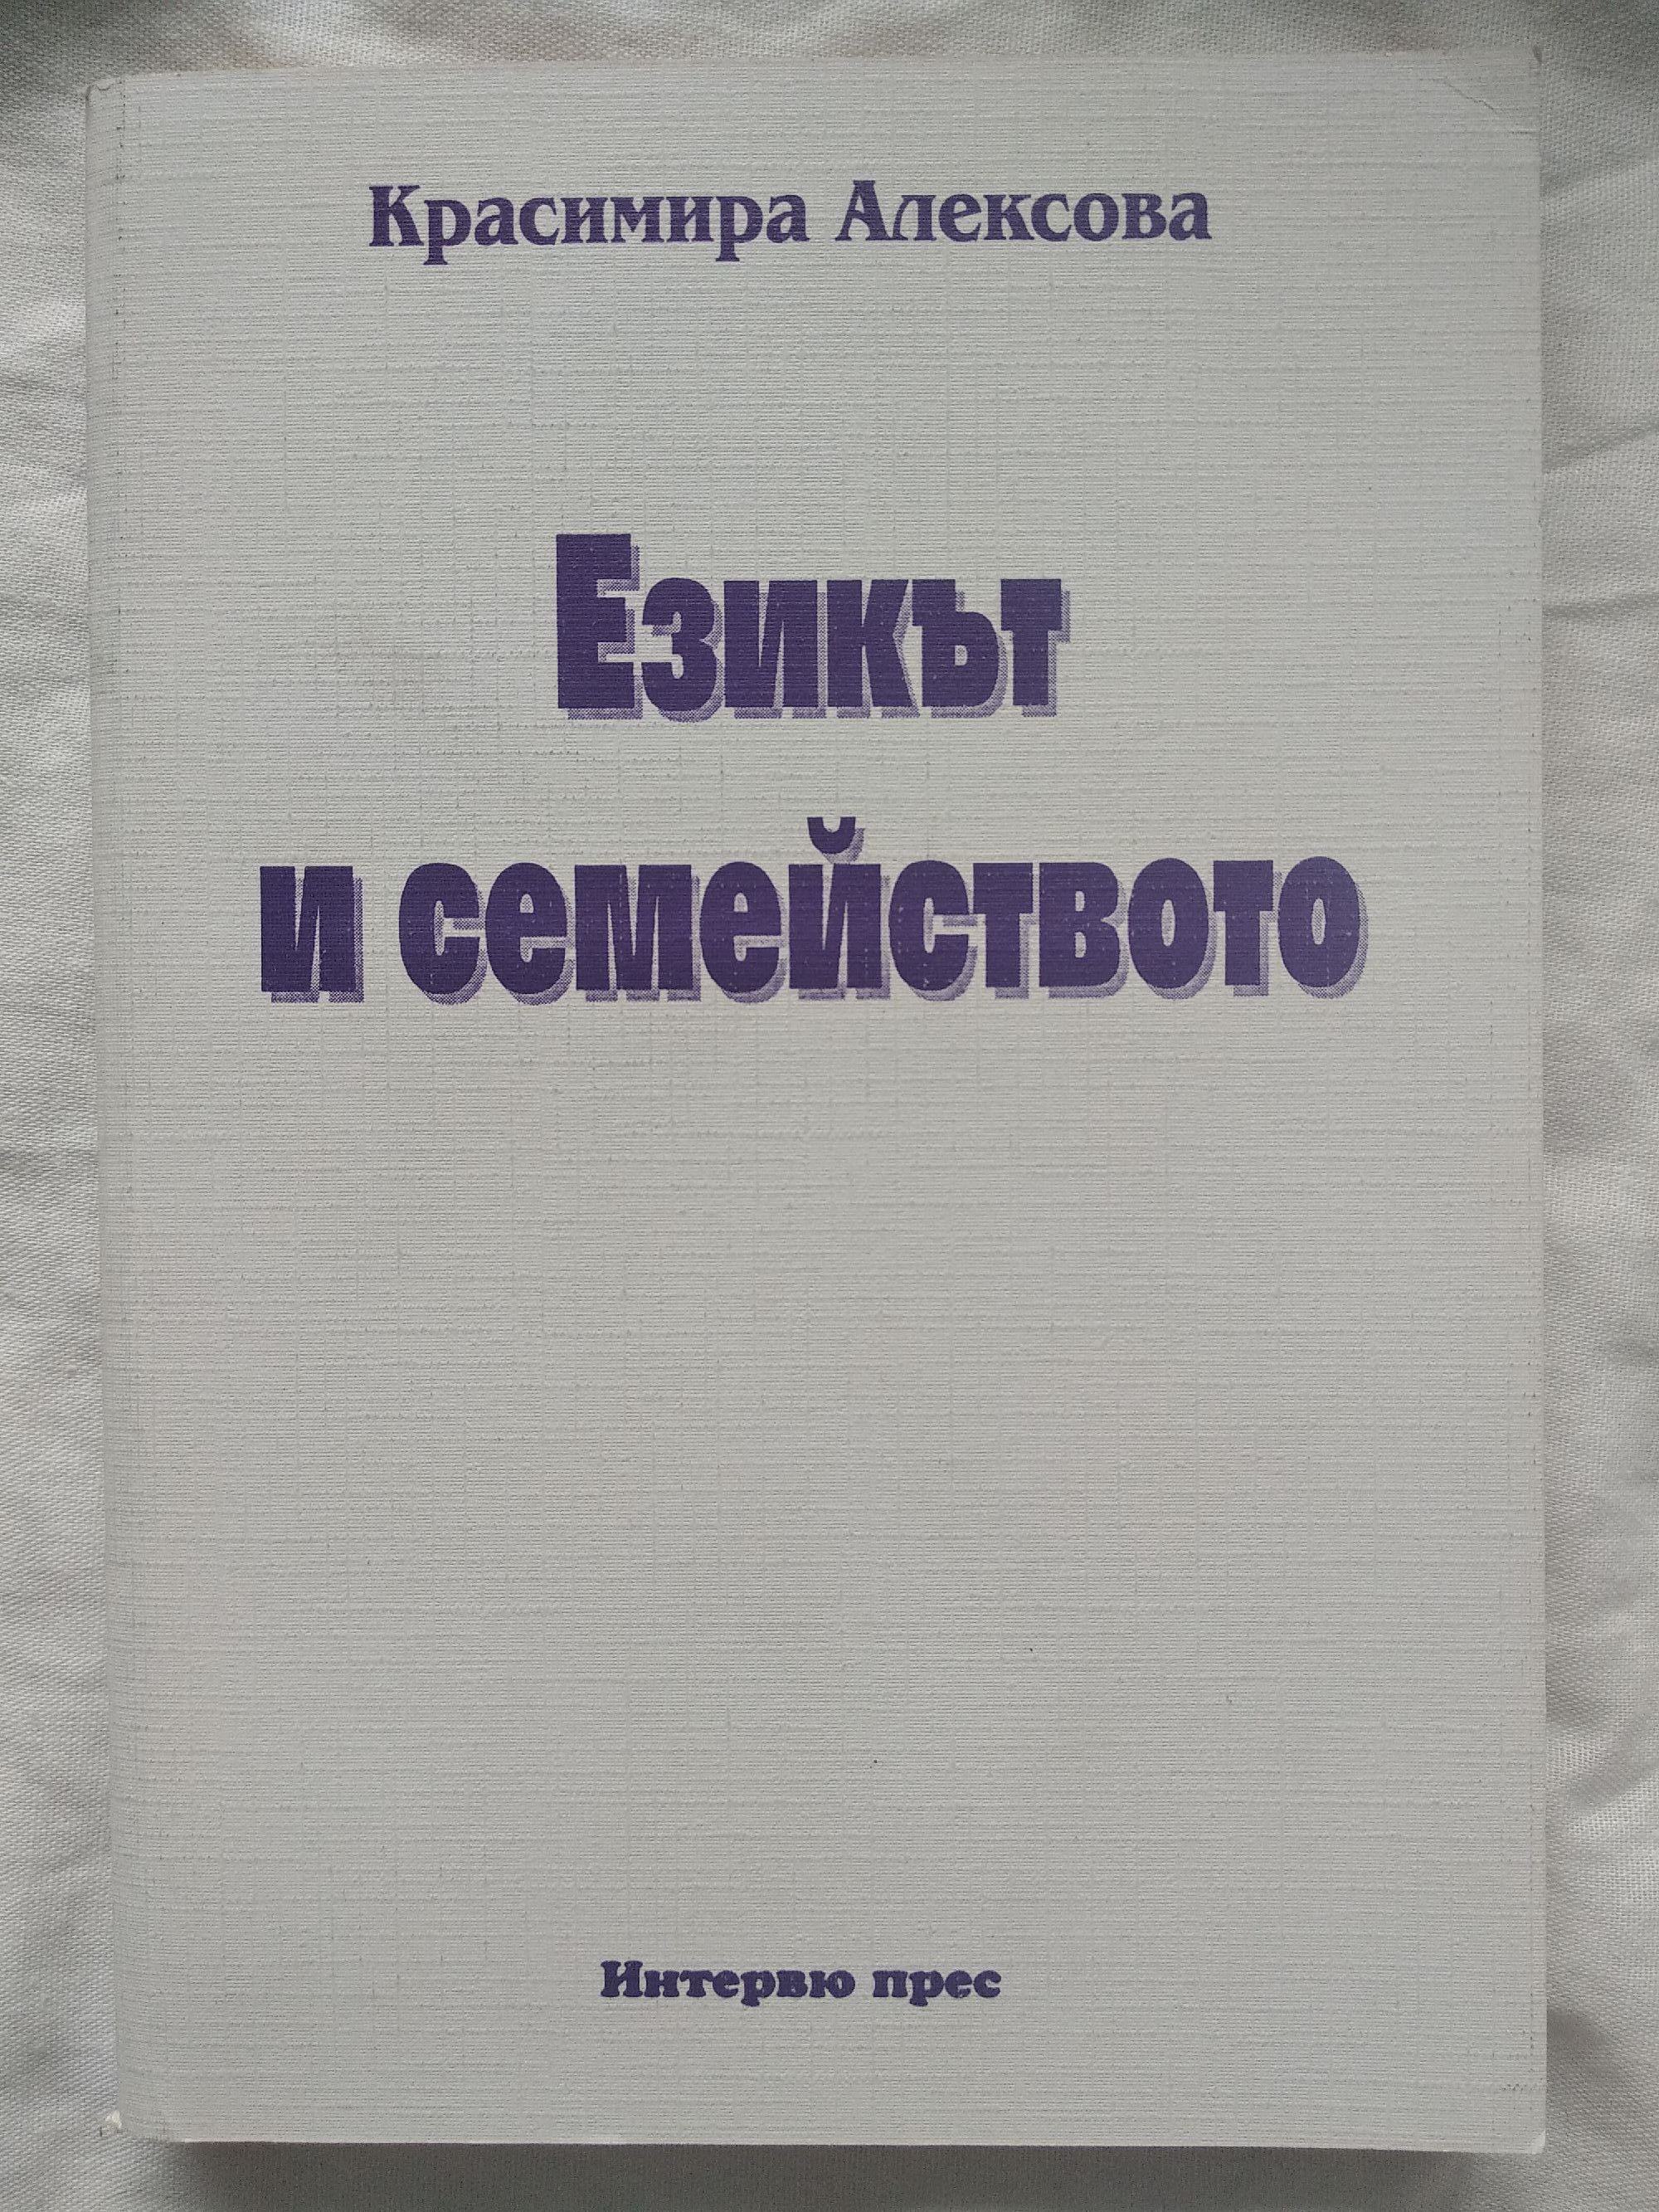 Красимира Алексова
Езикът
и семейството
Интервю прес